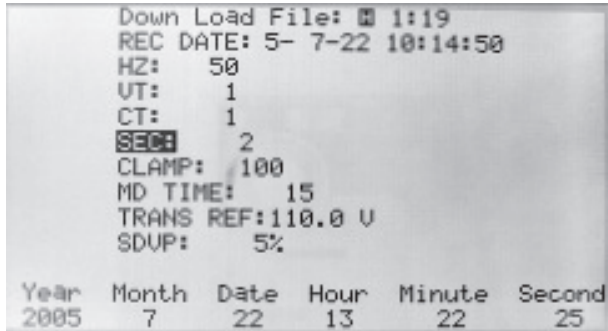 Down Load File: 1:19
REC DATE: 5- 7-22 10:14:50
HZ: 50
VT: 1
CT: 1
SEC: 2
CLAMP: 100
MD TIME: 15
TRANS REF:110.0 V
SDVP: 5%
Year Month Date Hour Minute Second
2005 7 22 13 22 25